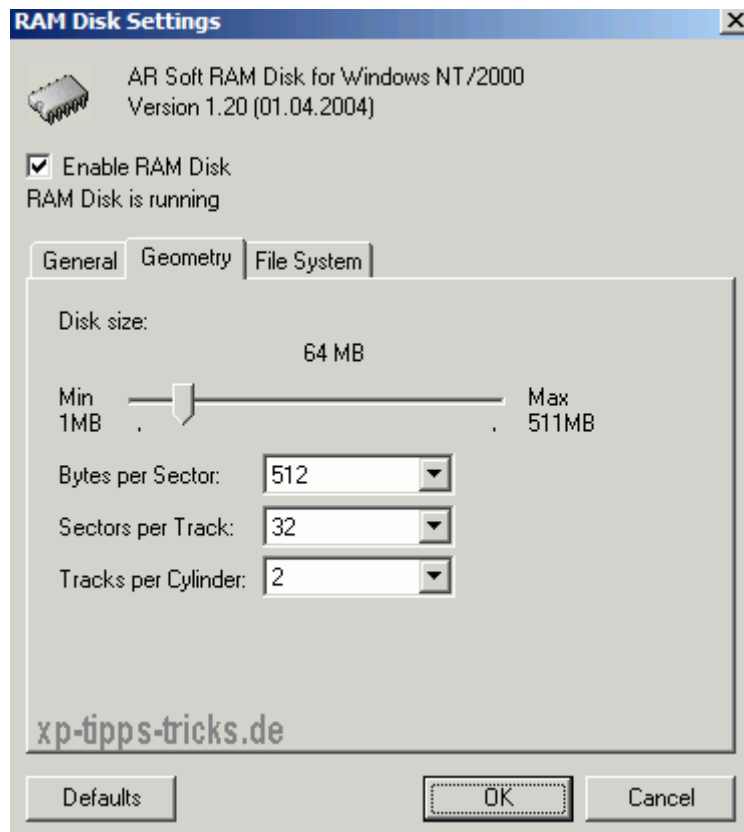 RAM Disk Settings
AR Soft RAM Disk for Windows NT/2000
Version 1.20 (01.04.2004)
Enable RAM Disk
RAM Disk is running
General Geometry File System
Disk size:
64 MB
Min Max
1MB . . 511MB
Bytes per Sector: 512
Sectors per Track: 32
Tracks per Cylinder: 2
xp-tipps-tricks.de
Defaults OK Cancel